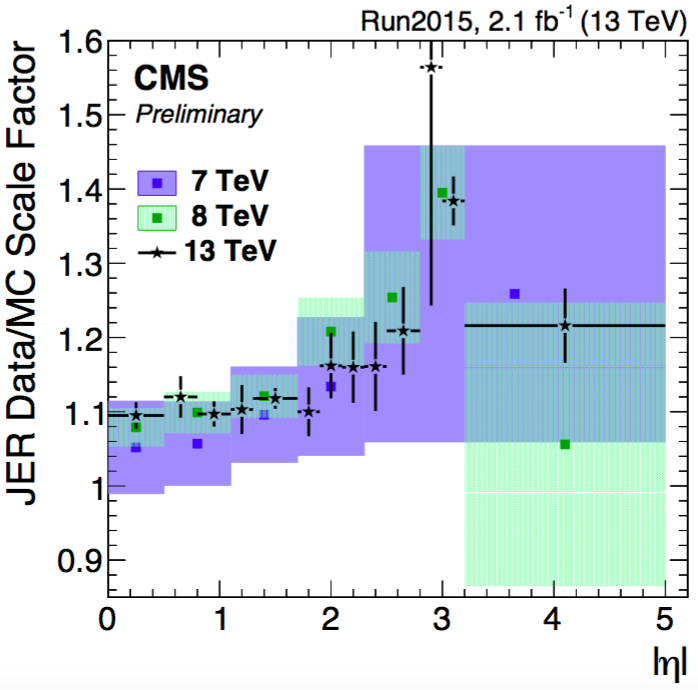 Run2015, 2.1 fb⁻¹ (13 TeV)
JER Data/MC Scale Factor
CMS
Preliminary
7 TeV
8 TeV
13 TeV
1.6
1.5
1.4
1.3
1.2
1.1
1
0.9
0 1 2 3 4 5
|η|